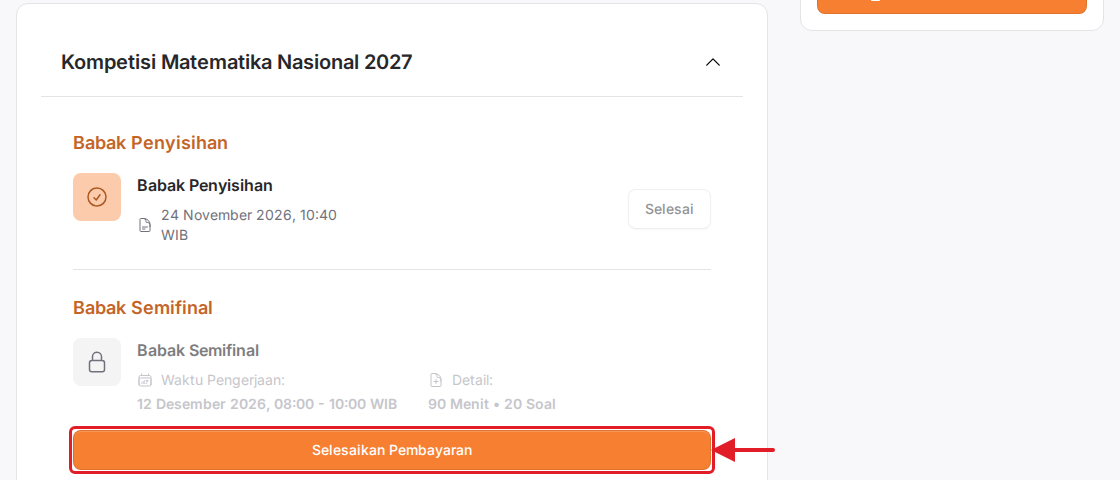 Kompetisi Matematika Nasional 2027
Babak Penyisihan
Babak Penyisihan
24 November 2026, 10:40
WIB
Selesai
Babak Semifinal
Babak Semifinal
Waktu Pengerjaan:
Detail:
12 Desember 2026, 08:00 - 10:00 WIB
90 Menit • 20 Soal
Selesaikan Pembayaran